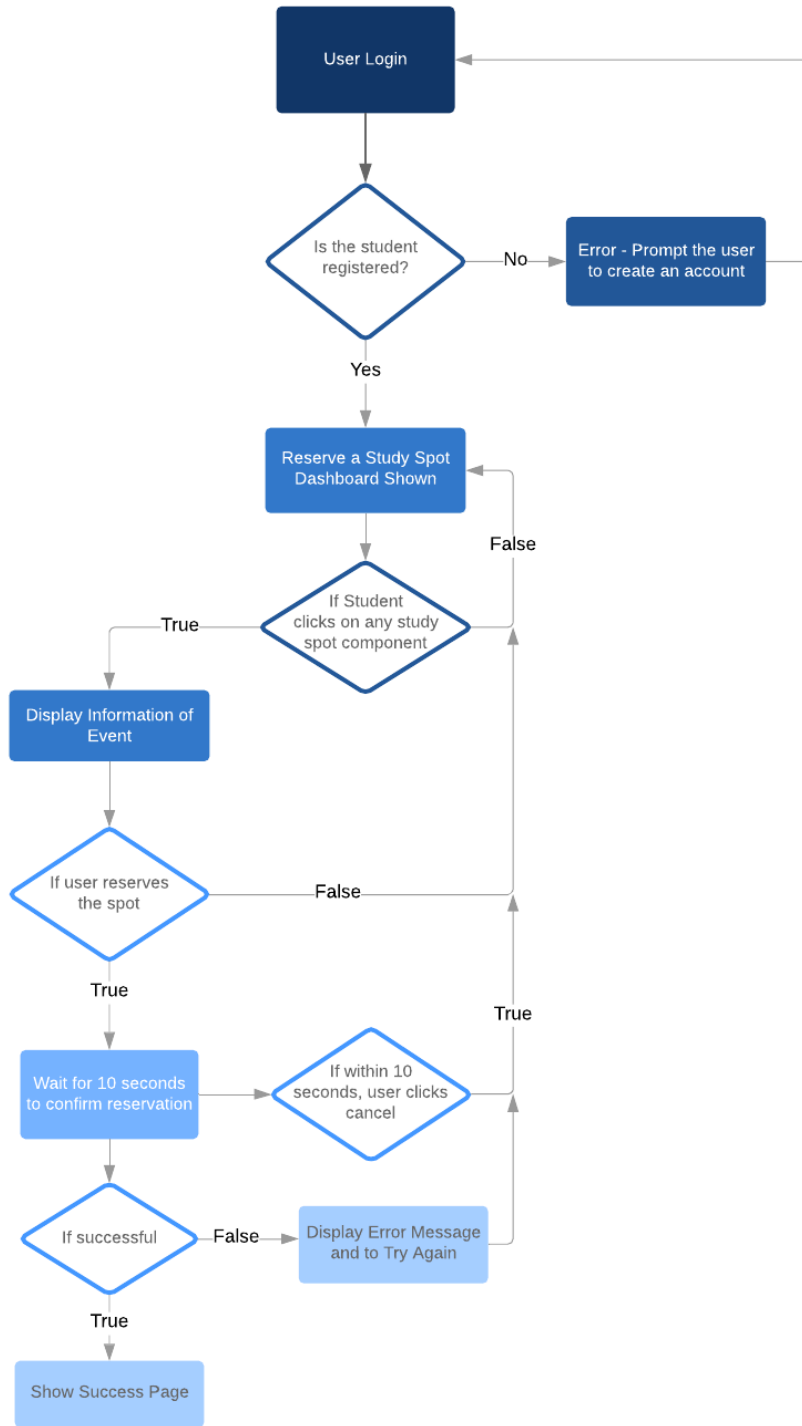 User Login
Is the student
registered?
No
Error - Prompt the user
to create an account
Yes
Reserve a Study Spot
Dashboard Shown
False
If Student
clicks on any study
spot component
True
Display Information of
Event
If user reserves
the spot
False
True
True
Wait for 10 seconds
to confirm reservation
If within 10
seconds, user clicks
cancel
If successful
False
Display Error Message
and to Try Again
True
Show Success Page